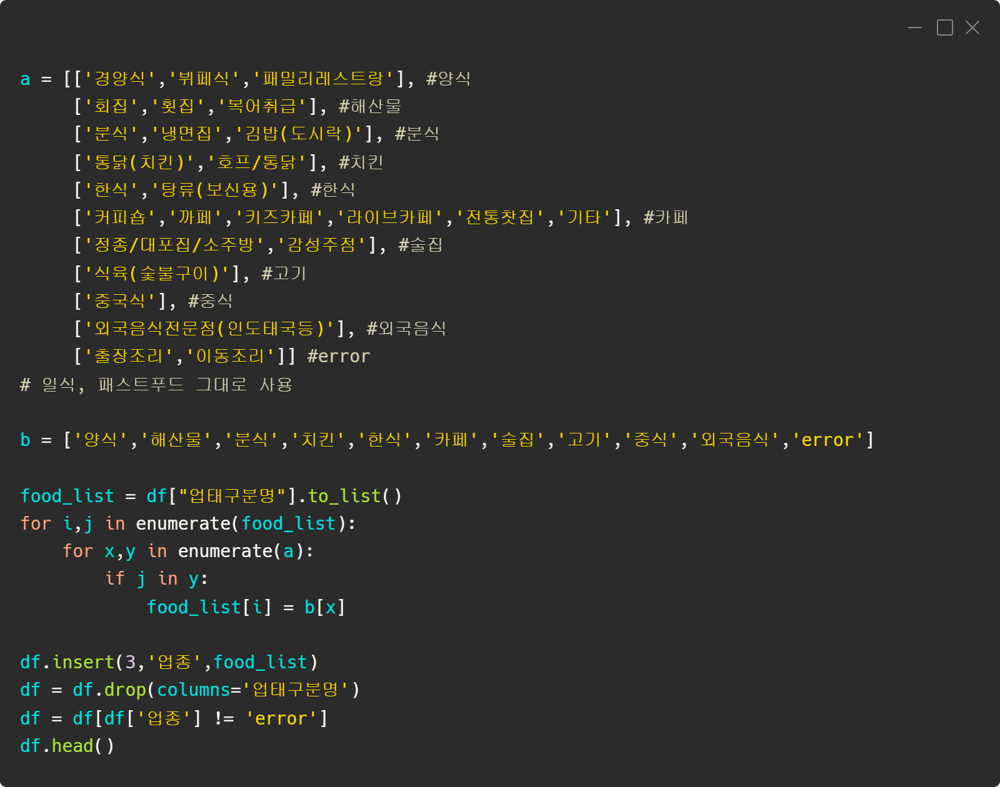 a = [['경양식','뷔페식','패밀리레스트랑'], #양식
     ['회집','횟집','복어취급'], #해산물
     ['분식','냉면집','김밥(도시락)'], #분식
     ['통닭(치킨)','호프/통닭'], #치킨
     ['한식','탕류(보신용)'], #한식
     ['커피숍','까페','키즈카페','라이브카페','전통찻집','기타'], #카페
     ['정종/대포집/소주방','감성주점'], #술집
     ['식육(숯불구이)'], #고기
     ['중국식'], #중식
     ['외국음식전문점(인도태국등)'], #외국음식
     ['출장조리','이동조리']] #error
# 일식, 패스트푸드 그대로 사용
b = ['양식','해산물','분식','치킨','한식','카페','술집','고기','중식','외국음식','error']
food_list = df["업태구분명"].to_list()
for i,j in enumerate(food_list):
    for x,y in enumerate(a):
        if j in y:
            food_list[i] = b[x]
df.insert(3,'업종',food_list)
df = df.drop(columns='업태구분명')
df = df[df['업종'] != 'error']
df.head()